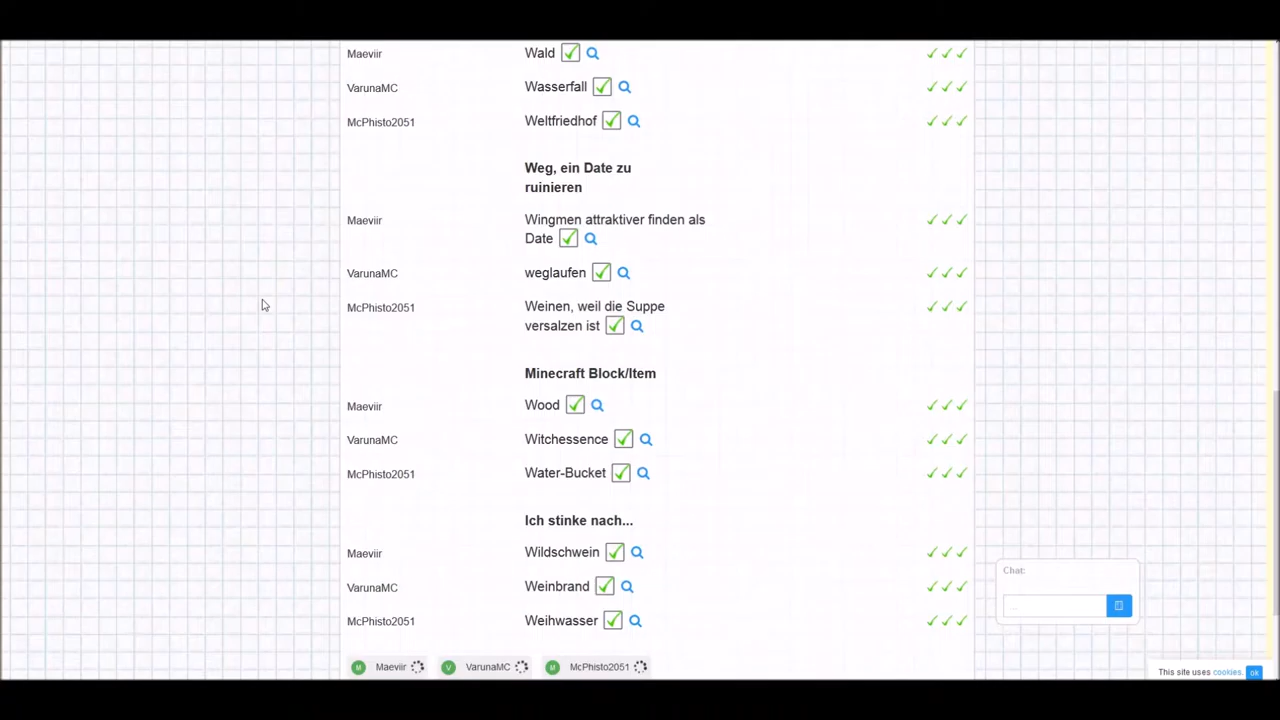 Maeviir Wald
VarunaMC Wasserfall
McPhisto2051 Weltfriedhof
Weg, ein Date zu
ruinieren
Maeviir Wingmen attraktiver finden als
Date
VarunaMC weglaufen
McPhisto2051 Weinen, weil die Suppe
versalzen ist
Minecraft Block/Item
Maeviir Wood
VarunaMC Witchessence
McPhisto2051 Water-Bucket
Ich stinke nach...
Maeviir Wildschwein
VarunaMC Weinbrand
McPhisto2051 Weihwasser
Chat:
...
M Maeviir V VarunaMC M McPhisto2051
This site uses cookies. ok